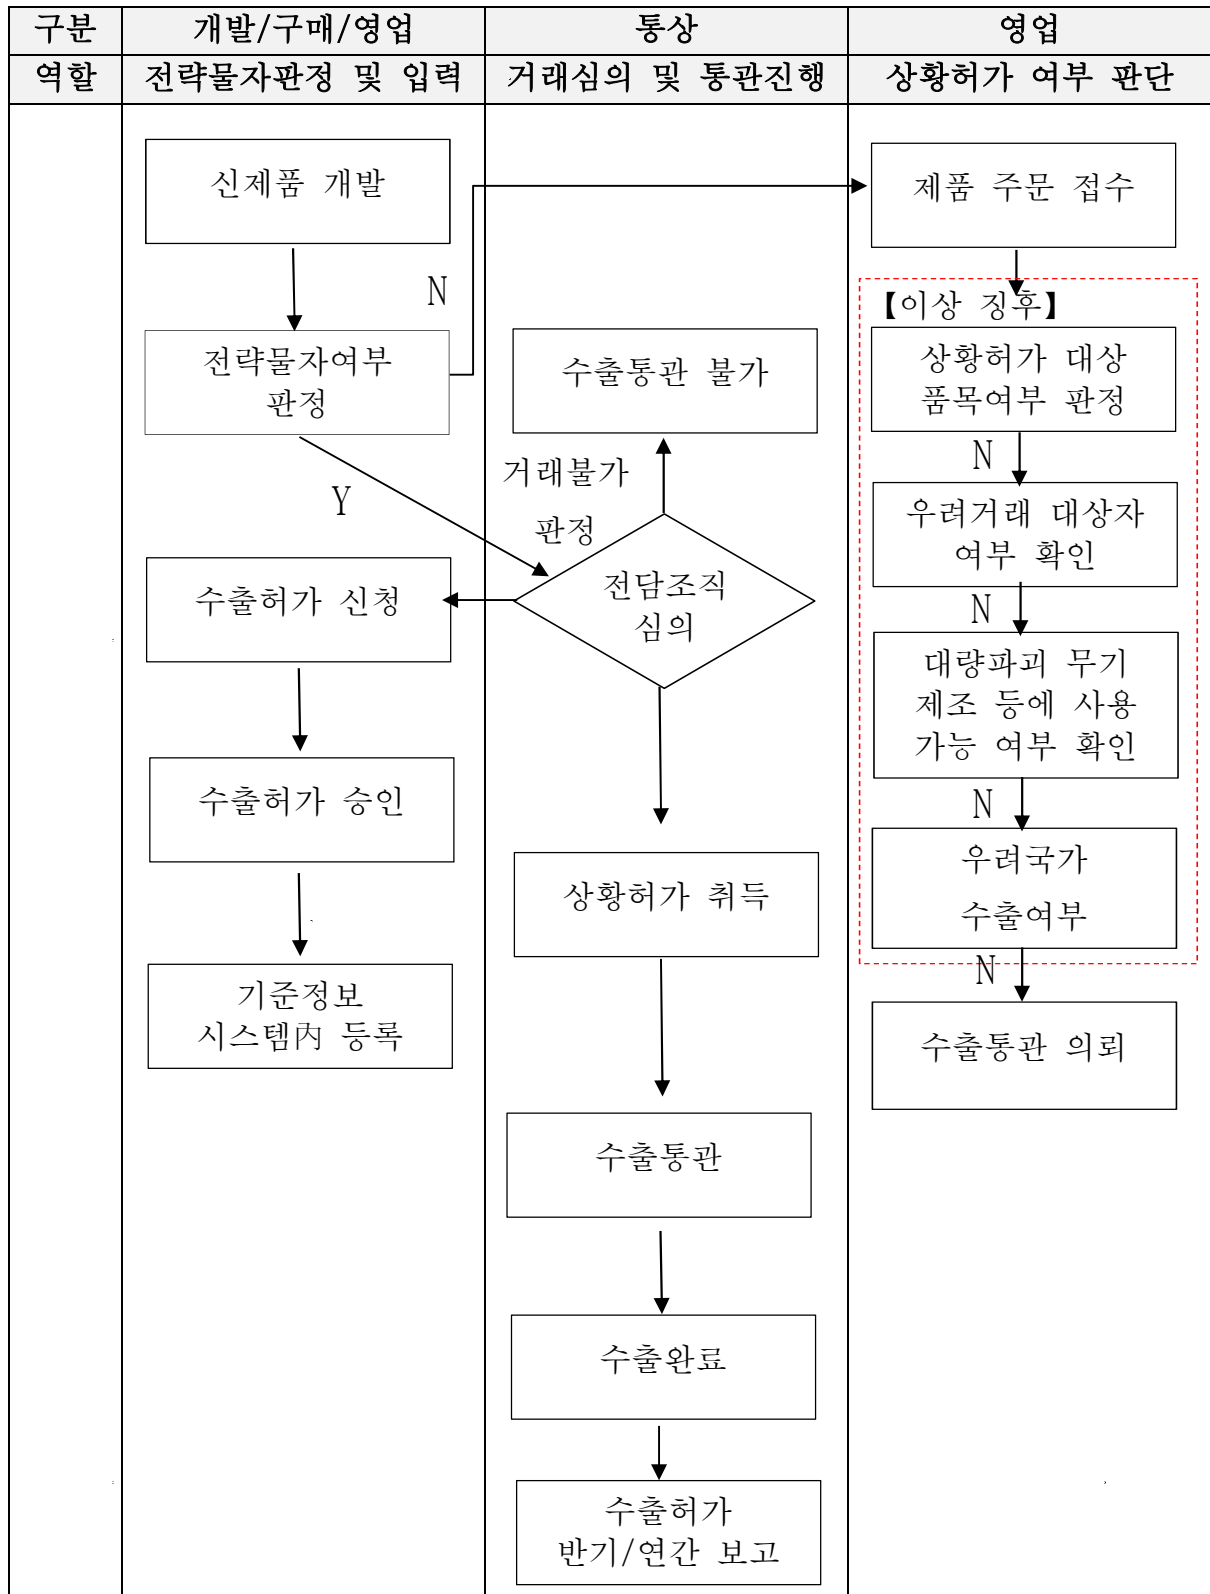 구분 개발/구매/영업 통상 영업
역할 전략물자판정 및 입력 거래심의 및 통관진행 상황허가 여부 판단
신제품 개발
N
전략물자여부
판정
Y
수출허가 신청
수출허가 승인
기준정보
시스템內 등록
수출통관 불가
거래불가
판정
전담조직
심의
상황허가 취득
수출통관
수출완료
수출허가
반기/연간 보고
제품 주문 접수
【이상 징후】
상황허가 대상
품목여부 판정
N
우려거래 대상자
여부 확인
N
대량파괴 무기
제조 등에 사용
가능 여부 확인
N
우려국가
수출여부
N
수출통관 의뢰